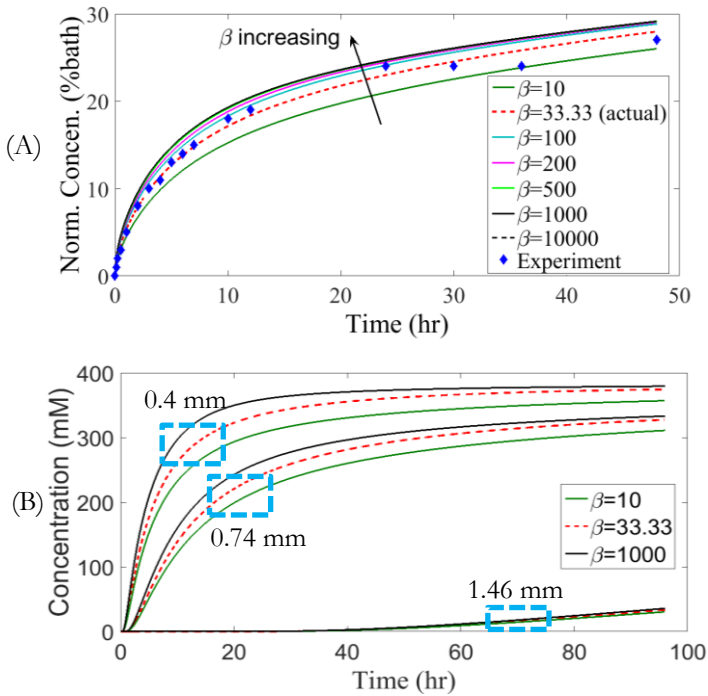 (A)
Norm. Concen. (%bath)
30
20
10
0
β increasing
β=10
β=33.33 (actual)
β=100
β=200
β=500
β=1000
β=10000
Experiment
0 10 20 30 40 50
Time (hr)
(B)
Concentration (mM)
400
300
200
100
0
0.4 mm
0.74 mm
1.46 mm
β=10
β=33.33
β=1000
0 20 40 60 80 100
Time (hr)